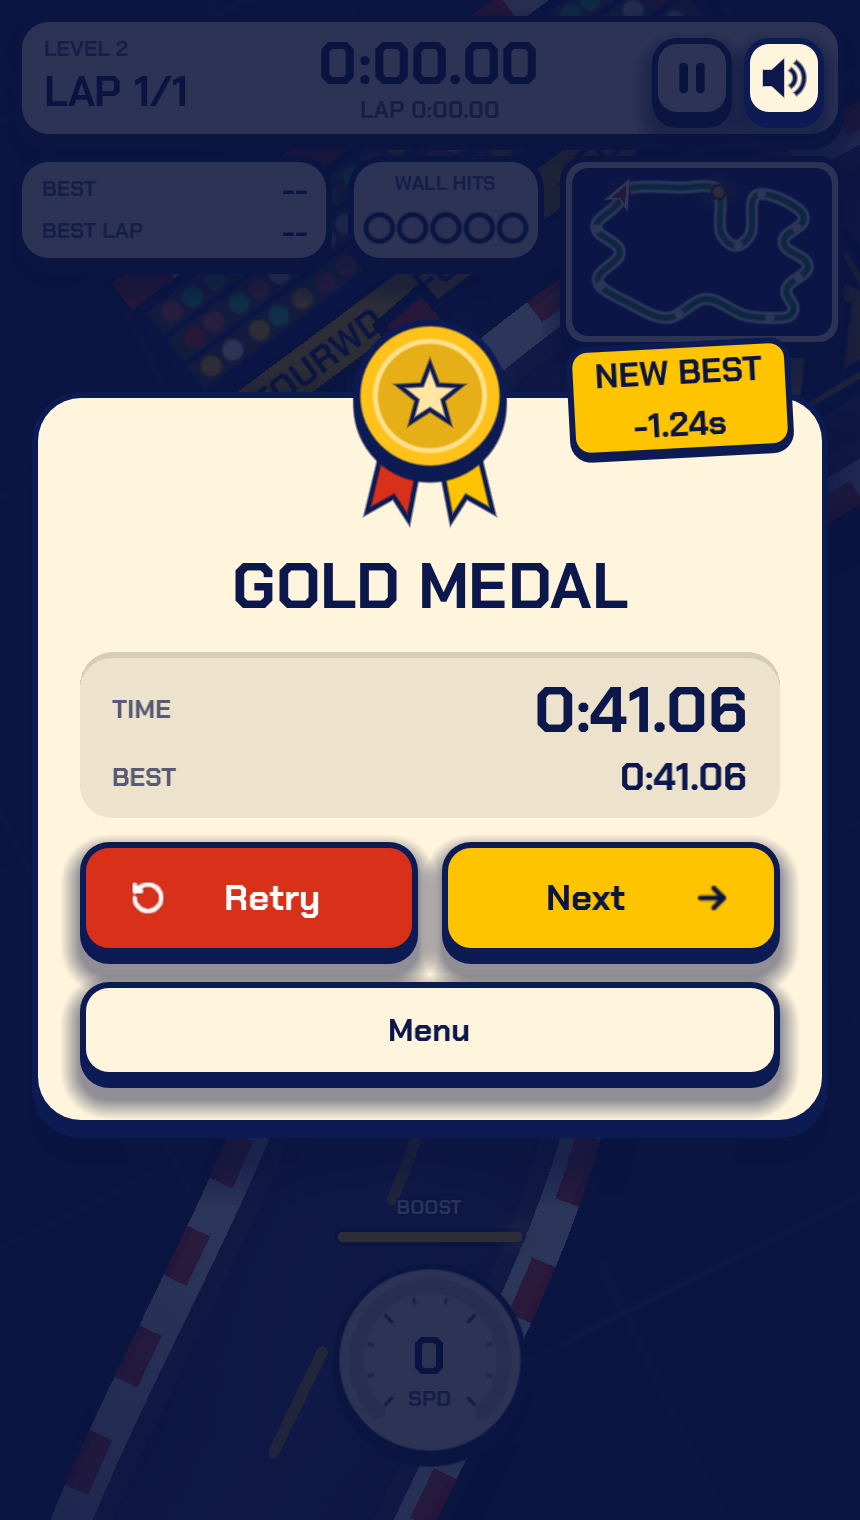 LEVEL 2
LAP 1/1
0:00.00
LAP 0:00.00
BEST --
BEST LAP --
WALL HITS
NEW BEST
-1.24s
GOLD MEDAL
TIME 0:41.06
BEST 0:41.06
Retry
Next
Menu
BOOST
0
SPD